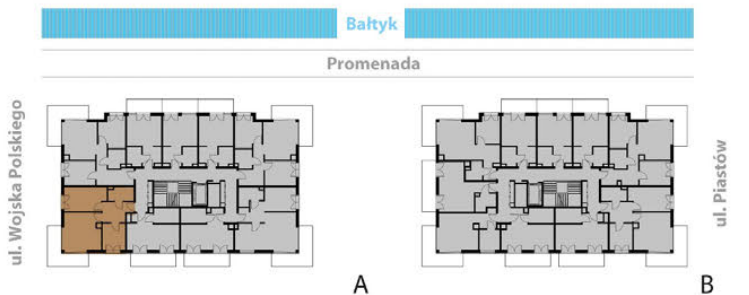 Bałtyk
Promenada
ul. Wojska Polskiego
ul. Piastów
A
B